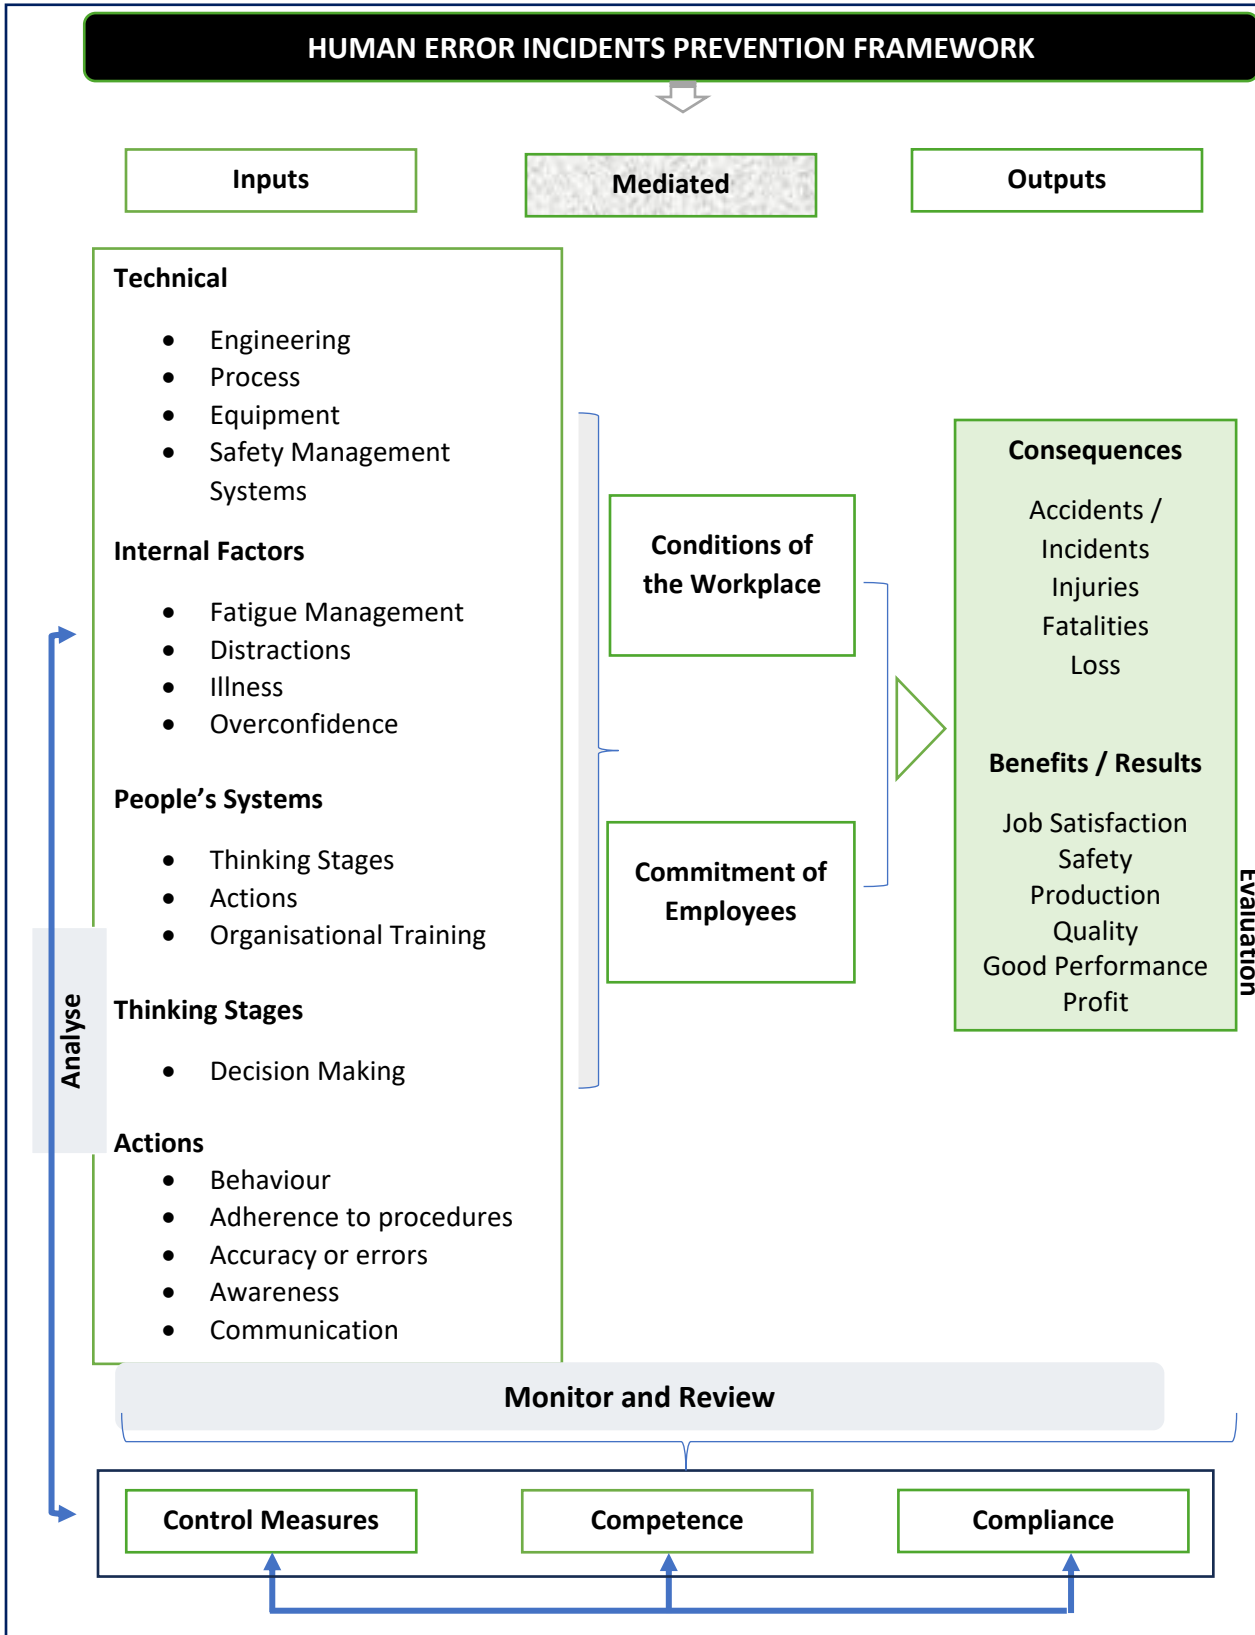 HUMAN ERROR INCIDENTS PREVENTION FRAMEWORK
Inputs
Mediated
Outputs
Technical
• Engineering
• Process
• Equipment
• Safety Management
Systems
Internal Factors
• Fatigue Management
• Distractions
• Illness
• Overconfidence
People’s Systems
• Thinking Stages
• Actions
• Organisational Training
Thinking Stages
• Decision Making
Actions
• Behaviour
• Adherence to procedures
• Accuracy or errors
• Awareness
• Communication
Analyse
Conditions of
the Workplace
Commitment of
Employees
Consequences
Accidents /
Incidents
Injuries
Fatalities
Loss
Benefits / Results
Job Satisfaction
Safety
Production
Quality
Good Performance
Profit
Evaluation
Monitor and Review
Control Measures
Competence
Compliance